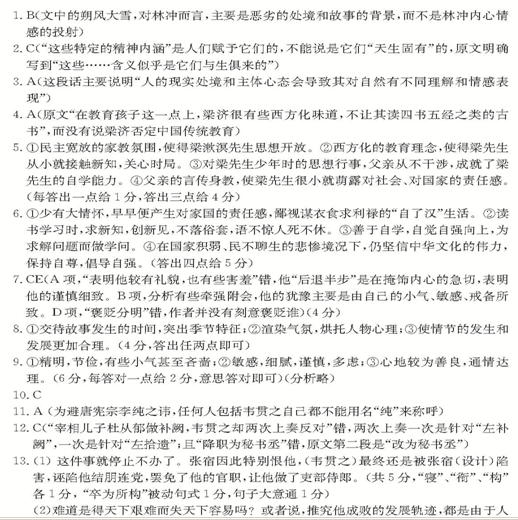 1. B(文中的朔风大雪,对林冲而言,主要是恶劣的处境和故事的背景,而不是林冲内心情
感的投射)
2. C(“这些特定的精神内涵”是人们赋予它们的,不能说是它们“天生固有”的,原文明确
写到“这些……含义似乎是它们与生俱来的”)
3. A(这段话主要说明“人的现实处境和主体心态会导致其对自然有不同理解和情感表
现”)
4. A(原文“在教育孩子这一点上,梁济很有些西方化味道,不让其读四书五经之类的古
书”,而没有说梁济否定中国传统教育)
5. ①民主宽放的家教氛围,使得梁漱溟先生思想开放。②西方化的教育理念,使得梁先生
从小就接触新知,关心时局。③对梁先生少年时的思想行事,父亲从不干涉,成就了梁
先生的自学能力。④父亲的言传身教,使梁先生很小就萌露对社会、对国家的责任感。
(每答出一点给1分,答出三点给4分)
6. ①少有大情怀,早早便产生对家国的责任感,鄙视谋衣食求利禄的“自了汉”生活。②读
书学习时,求新知,创新见,不落俗套,语不惊人死不休。③善于自学,自觉自强向上,为
求解问题而做学问。④在国家积弱、民不聊生的悲惨境况下,仍坚信中华文化的伟力,
保持自尊,倡导自强。(答出四点给5分)
7. CE(A项,“表明他较有礼貌,也有些害羞”错,他“后退半步”是在掩饰内心的急切,表明
他的谨慎细致。B项,分析有些牵强附会,他的犹豫主要是由自己的小气、敏感、戒备所
致。D项,“褒贬分明”错,作者并没有刻意褒贬谁)(4分)
8. ①交待故事发生的时间,突出季节特征;②渲染气氛,烘托人物心理;③使情节的发生和
发展更加合理。(4分,答出任两点即可)
9. ①精明,节俭,有些小气甚至吝啬;②敏感,细腻,谨慎,多虑;③心地较为善良,通情达
理。(6分,每答对一点给2分,意思答对即可)(分析略)
10. C
11. A(为避唐宪宗李纯之讳,任何人包括韦贯之自己都不能用名“纯”来称呼)
12. C(“宰相儿子杜从郁做补阙,韦贯之却两次上奏反对”错,两次上奏一次是针对“左补
阙”,一次是针对“左拾遗”;且“降职为秘书丞”错,原文第二段是“改为秘书丞”)
13. (1) 这件事就停止不办了。张宿因此特别恨他,(韦贯之)最终还是被张宿(设计)陷
害,诬陷他结朋连党,罢免了他的官职,让他做了吏部侍郎。(共5分,“寝”、“衔”、“构”
各1分,“卒为所构”被动句式1分,句子大意通1分)
(2)难道是得天下艰难而失天下容易吗?或者说,推究他成败的发展轨迹,都是由于人